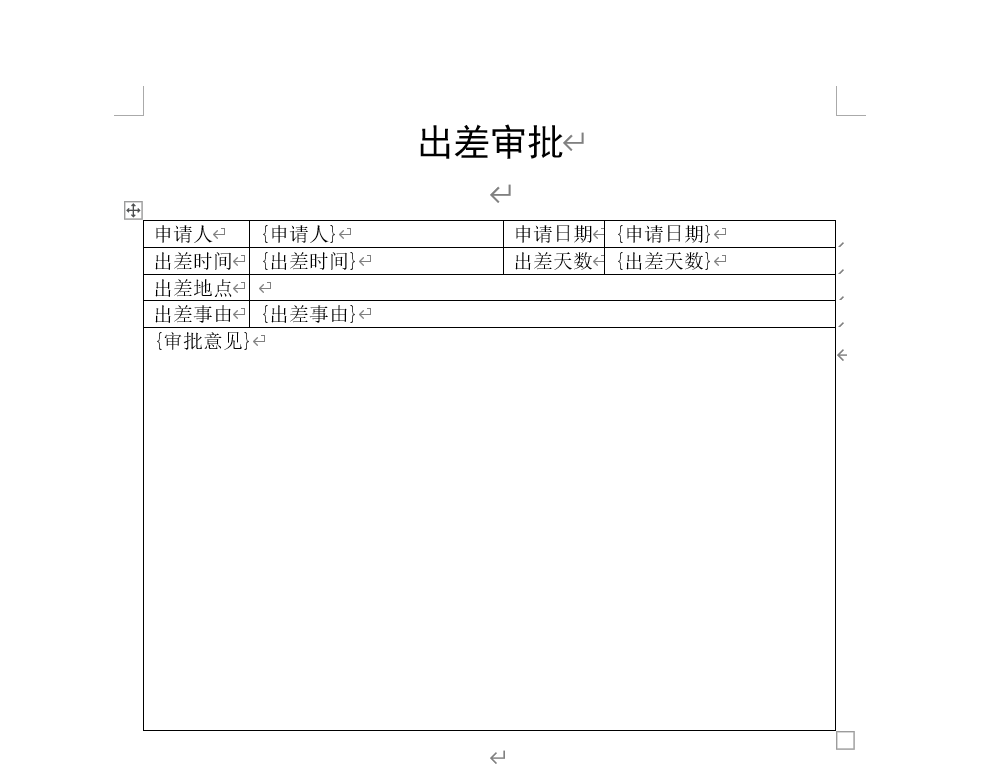 出差审批
申请人 {申请人} 申请日期 {申请日期}
出差时间 {出差时间} 出差天数 {出差天数}
出差地点
出差事由 {出差事由}
{审批意见}